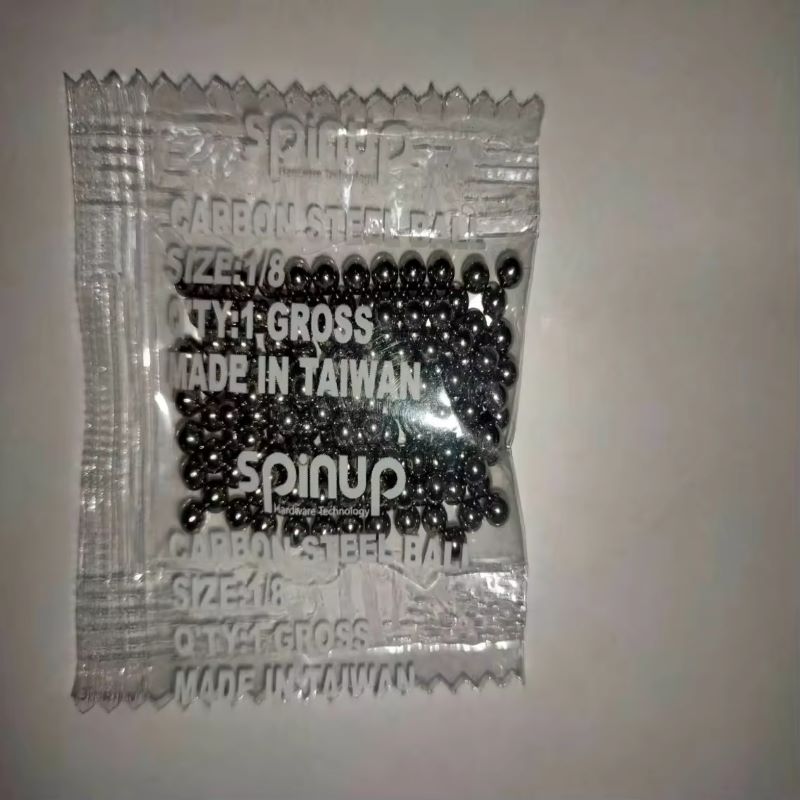 spinup
Hardware Technology
CARBON STEEL BALL
SIZE:1/8
Q'TY:1 GROSS
MADE IN TAIWAN
spinup
Hardware Technology
CARBON STEEL BALL
SIZE:1/8
Q'TY:1 GROSS
MADE IN TAIWAN